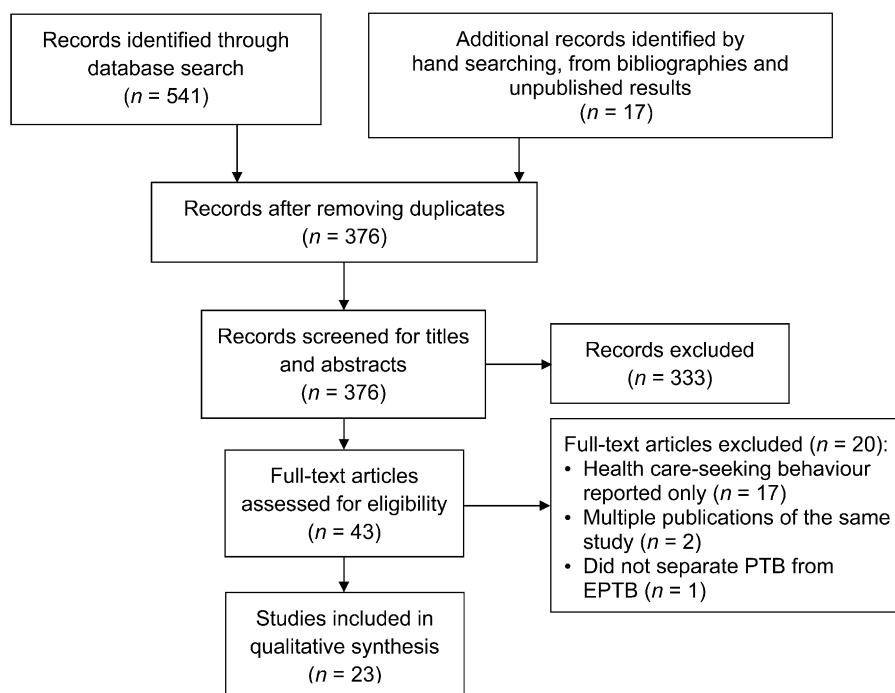 Records identified through
database search
(n = 541)
Additional records identified by
hand searching, from bibliographies and
unpublished results
(n = 17)
Records after removing duplicates
(n = 376)
Records screened for titles
and abstracts
(n = 376)
Records excluded
(n = 333)
Full-text articles
assessed for eligibility
(n = 43)
Full-text articles excluded (n = 20):
• Health care-seeking behaviour
reported only (n = 17)
• Multiple publications of the same
study (n = 2)
• Did not separate PTB from
EPTB (n = 1)
Studies included in
qualitative synthesis
(n = 23)